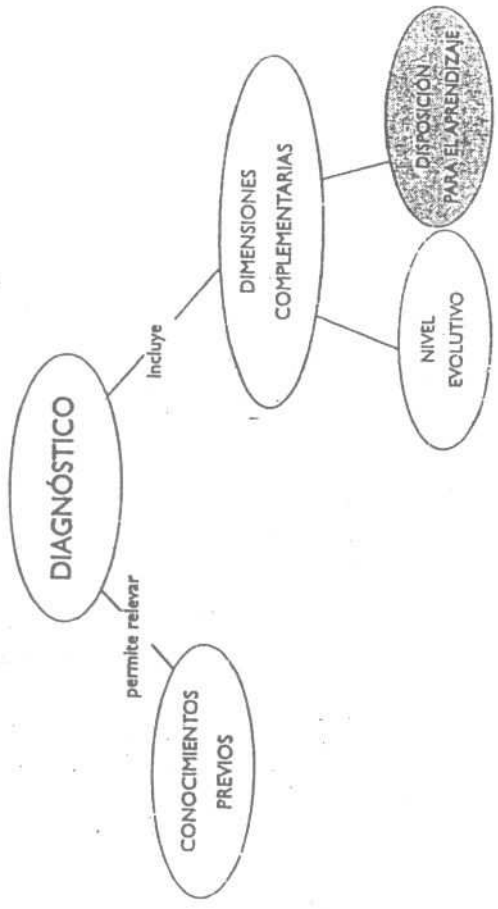 DIAGNÓSTICO
permite relevar
Incluye
CONOCIMIENTOS
PREVIOS
DIMENSIONES
COMPLEMENTARIAS
NIVEL
EVOLUTIVO
DISPOSICIÓN
PARA EL APRENDIZAJE